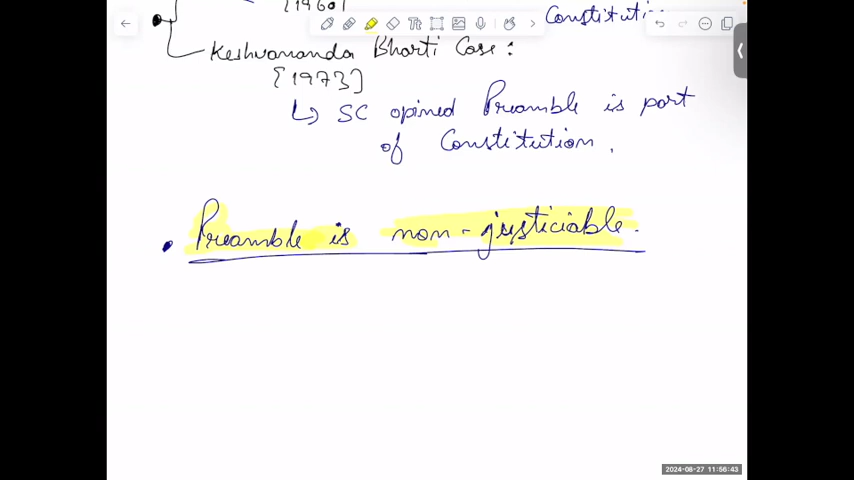 [1960]
Constituti
Keshvananda Bharti Case:
[1973]
↳ SC opined Preamble is part
of Constitution.
• Preamble is non-justiciable.
2024-08-27 11:56:43